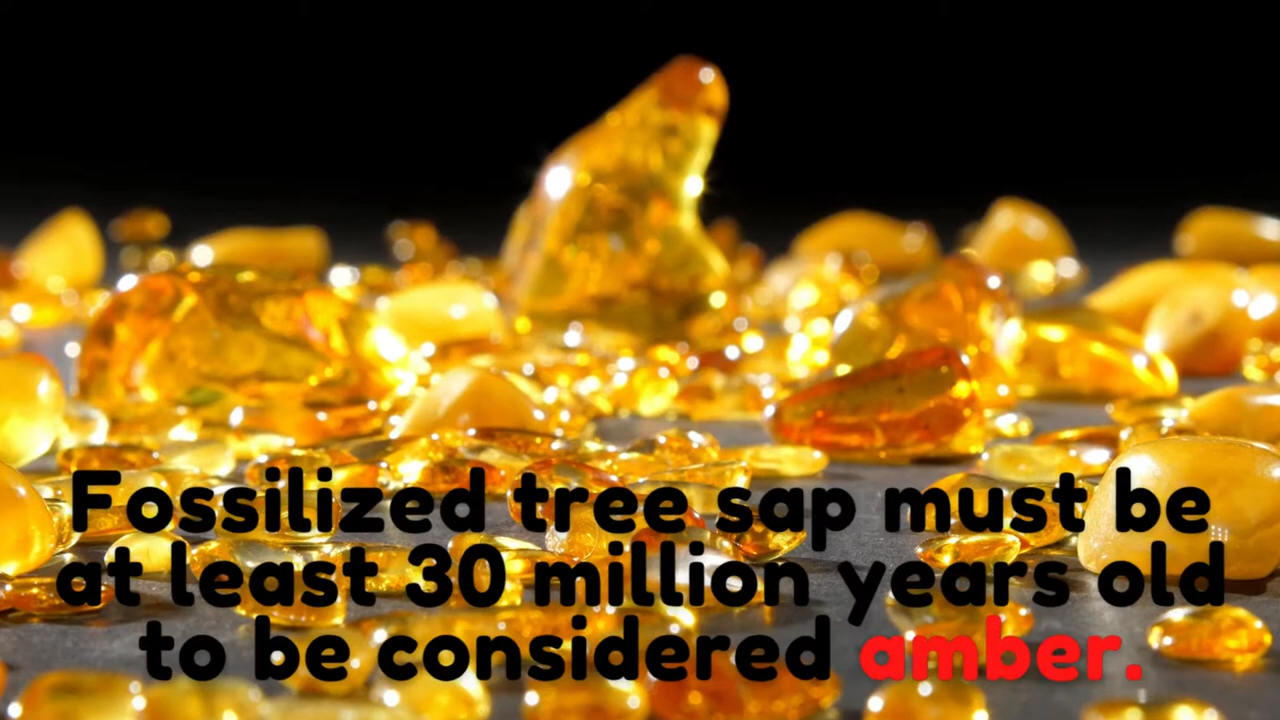 Fossilized tree sap must be
at least 30 million years old
to be considered amber.